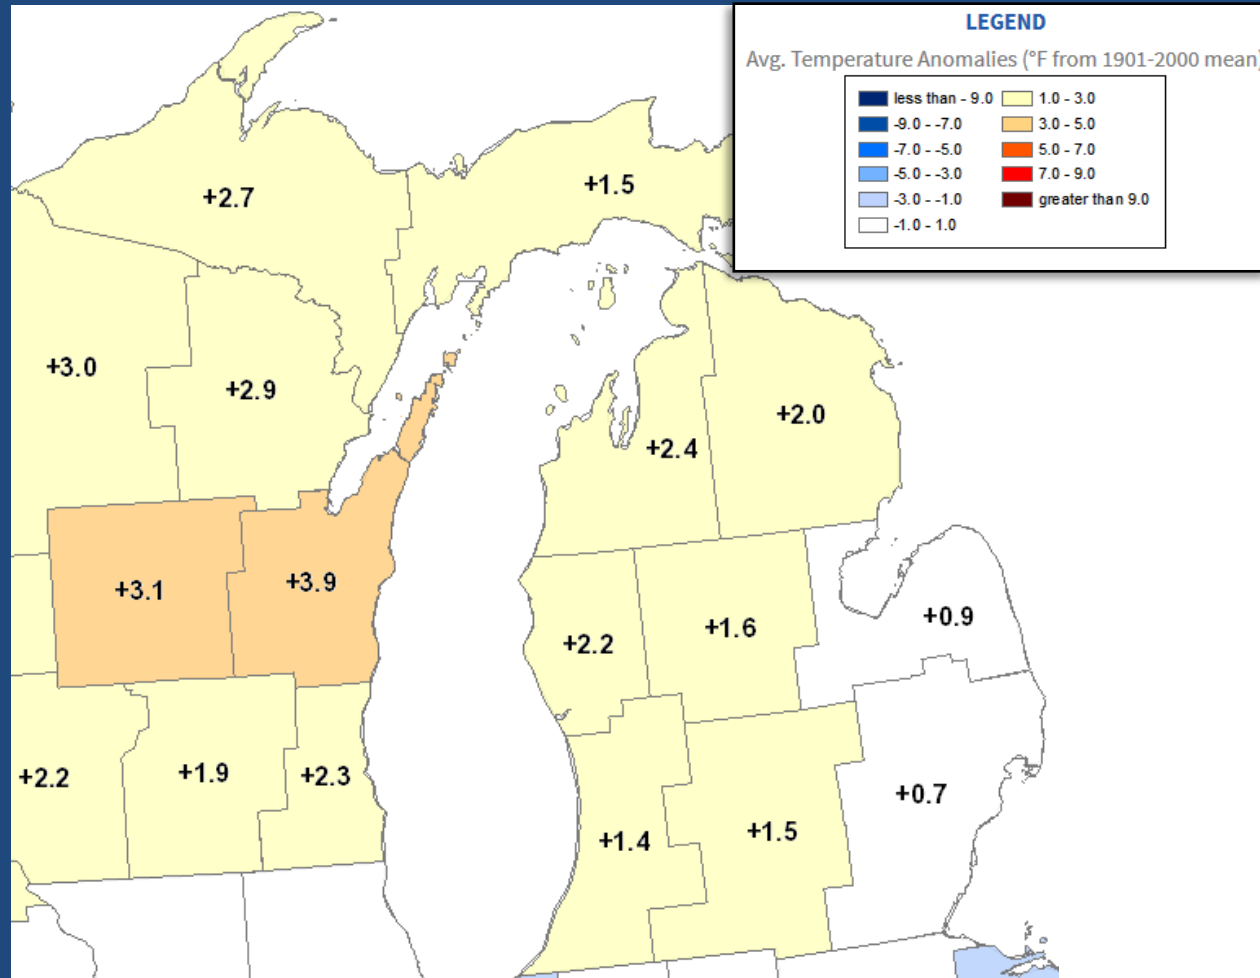 LEGEND
Avg. Temperature Anomalies (°F from 1901-2000 mean)
less than - 9.0
1.0 - 3.0
-9.0 - -7.0
3.0 - 5.0
-7.0 - -5.0
5.0 - 7.0
-5.0 - -3.0
7.0 - 9.0
-3.0 - -1.0
greater than 9.0
-1.0 - 1.0
+2.7
+1.5
+3.0
+2.9
+2.4
+2.0
+3.1
+3.9
+2.2
+1.6
+0.9
+2.2
+1.9
+2.3
+1.4
+1.5
+0.7